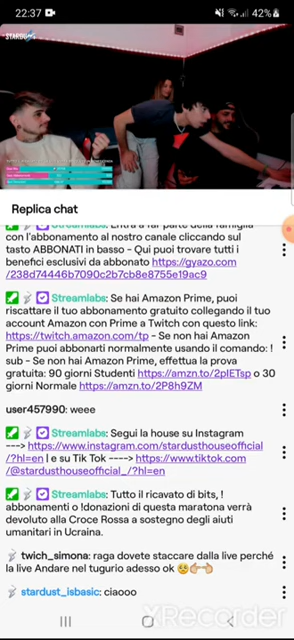 22:37
42%
STARDUST
Replica chat
Streamlabs: Entra a far parte della famiglia
con l'abbonamento al nostro canale cliccando sul
tasto ABBONATI in basso - Qui puoi trovare tutti i
benefici esclusivi da abbonato https://gyazo.com
/238d74446b7090c2b7cb8e8755e19ac9
Streamlabs: Se hai Amazon Prime, puoi
riscattare il tuo abbonamento gratuito collegando il tuo
account Amazon con Prime a Twitch con questo link:
https://twitch.amazon.com/tp - Se non hai Amazon
Prime puoi abbonarti normalmente usando il comando: !
sub - Se non hai Amazon Prime, effettua la prova
gratuita: 90 giorni Studenti https://amzn.to/2pIETsp o 30
giorni Normale https://amzn.to/2P8h9ZM
user457990: weee
Streamlabs: Segui la house su Instagram
---> https://www.instagram.com/stardusthouseofficial
/?hl=en | e su Tik Tok ----> https://www.tiktok.com
/@stardusthouseofficial_/?hl=en
Streamlabs: Tutto il ricavato di bits, !
abbonamenti o !donazioni di questa maratona verrà
devoluto alla Croce Rossa a sostegno degli aiuti
umanitari in Ucraina.
twich_simona: raga dovete staccare dalla live perché
la live Andare nel tugurio adesso ok 🥺👉👈
stardust_isbasic: ciaooo
XRecorder